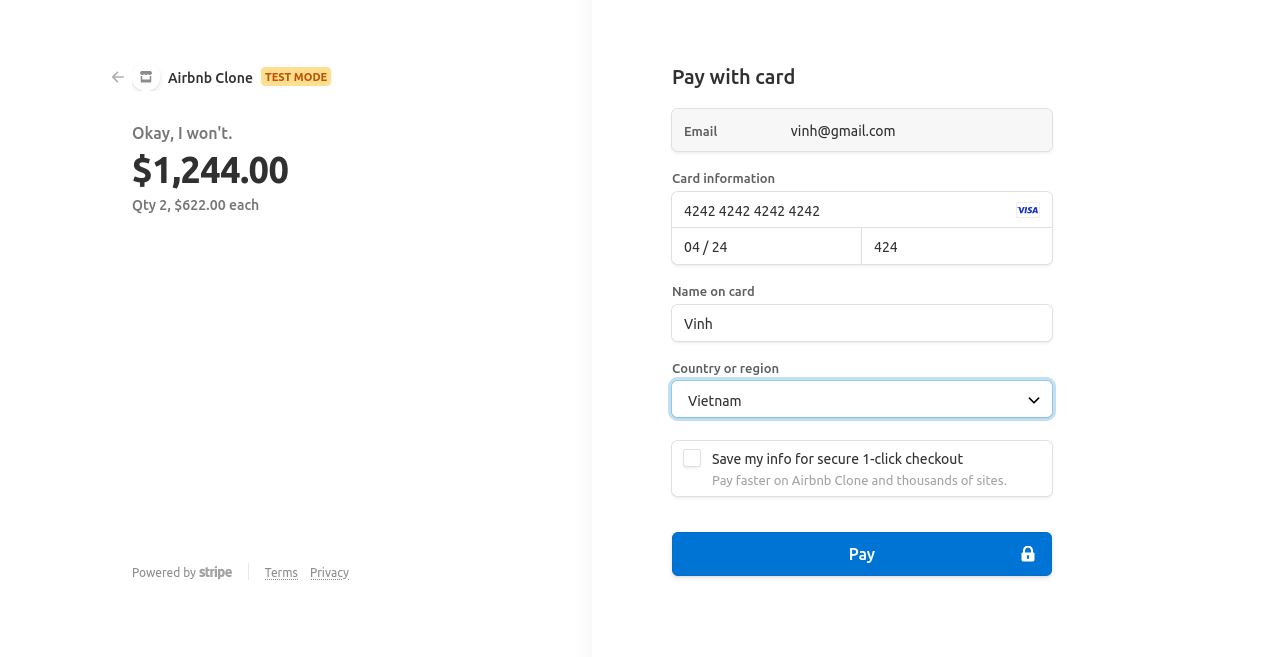 Airbnb Clone TEST MODE
Okay, I won't.
$1,244.00
Qty 2, $622.00 each
Powered by stripe Terms Privacy
Pay with card
Email vinh@gmail.com
Card information
4242 4242 4242 4242 VISA
04 / 24 424
Name on card
Vinh
Country or region
Vietnam
Save my info for secure 1-click checkout
Pay faster on Airbnb Clone and thousands of sites.
Pay